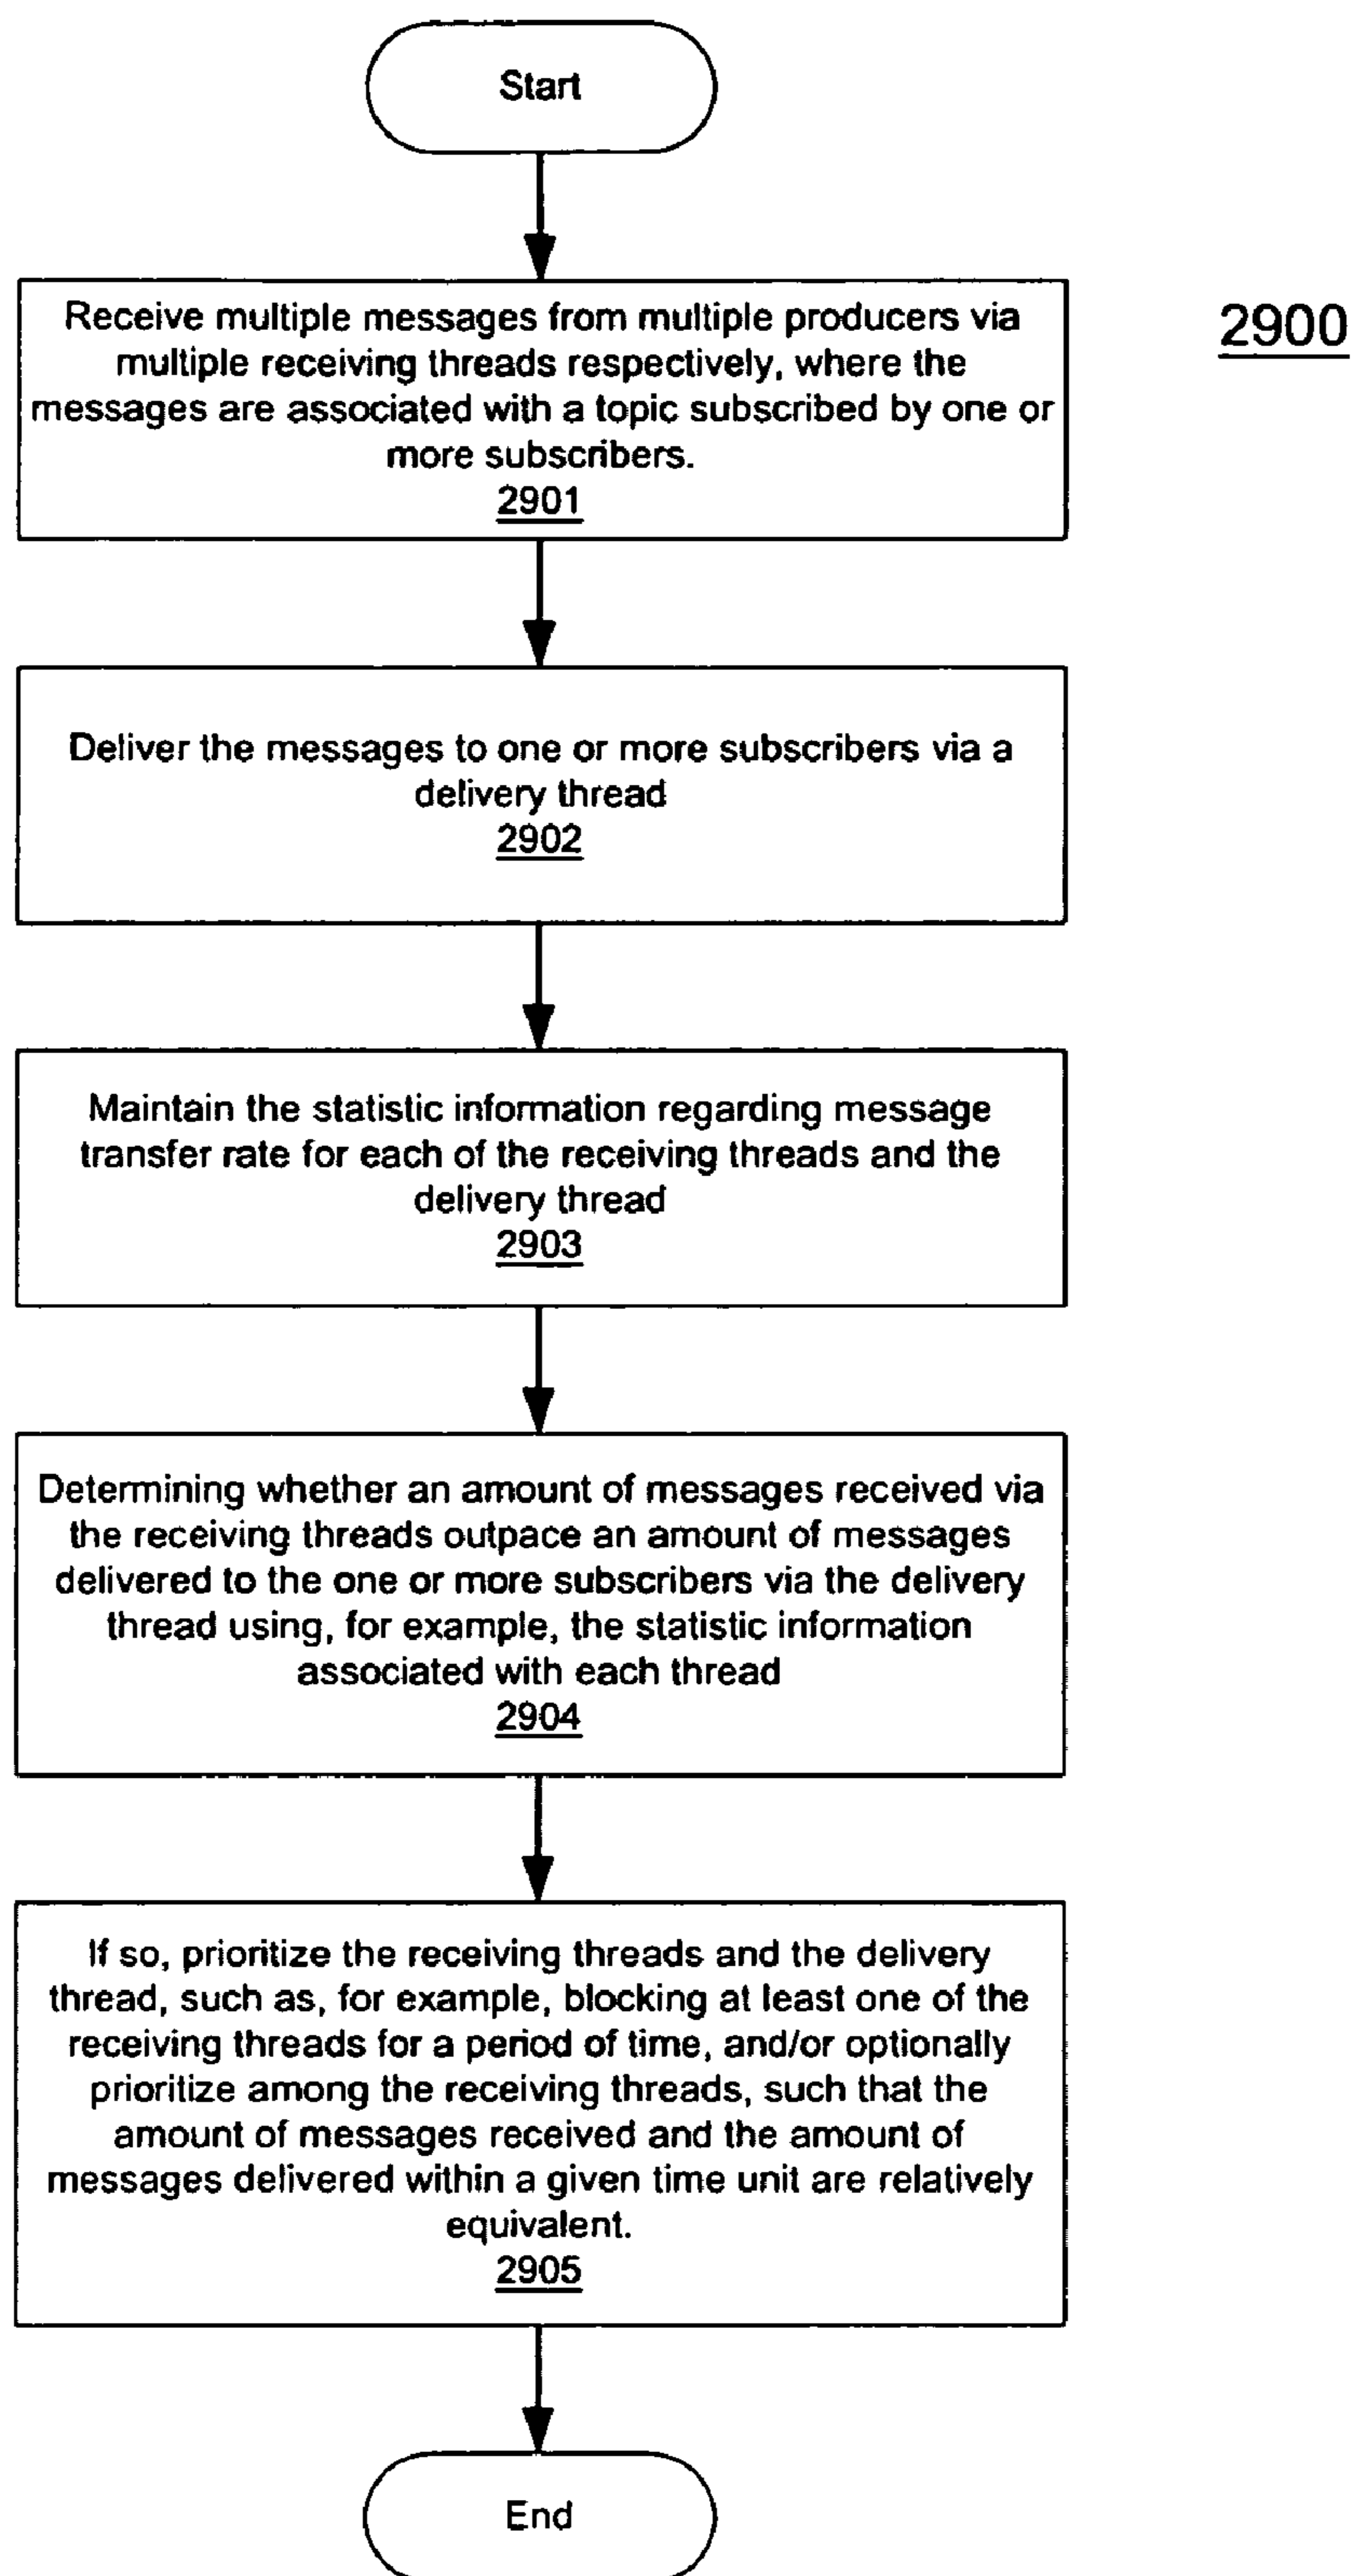 Start
2900
Receive multiple messages from multiple producers via
multiple receiving threads respectively, where the
messages are associated with a topic subscribed by one or
more subscribers.
2901
Deliver the messages to one or more subscribers via a
delivery thread
2902
Maintain the statistic information regarding message
transfer rate for each of the receiving threads and the
delivery thread
2903
Determining whether an amount of messages received via
the receiving threads outpace an amount of messages
delivered to the one or more subscribers via the delivery
thread using, for example, the statistic information
associated with each thread
2904
If so, prioritize the receiving threads and the delivery
thread, such as, for example, blocking at least one of the
receiving threads for a period of time, and/or optionally
prioritize among the receiving threads, such that the
amount of messages received and the amount of
messages delivered within a given time unit are relatively
equivalent.
2905
End